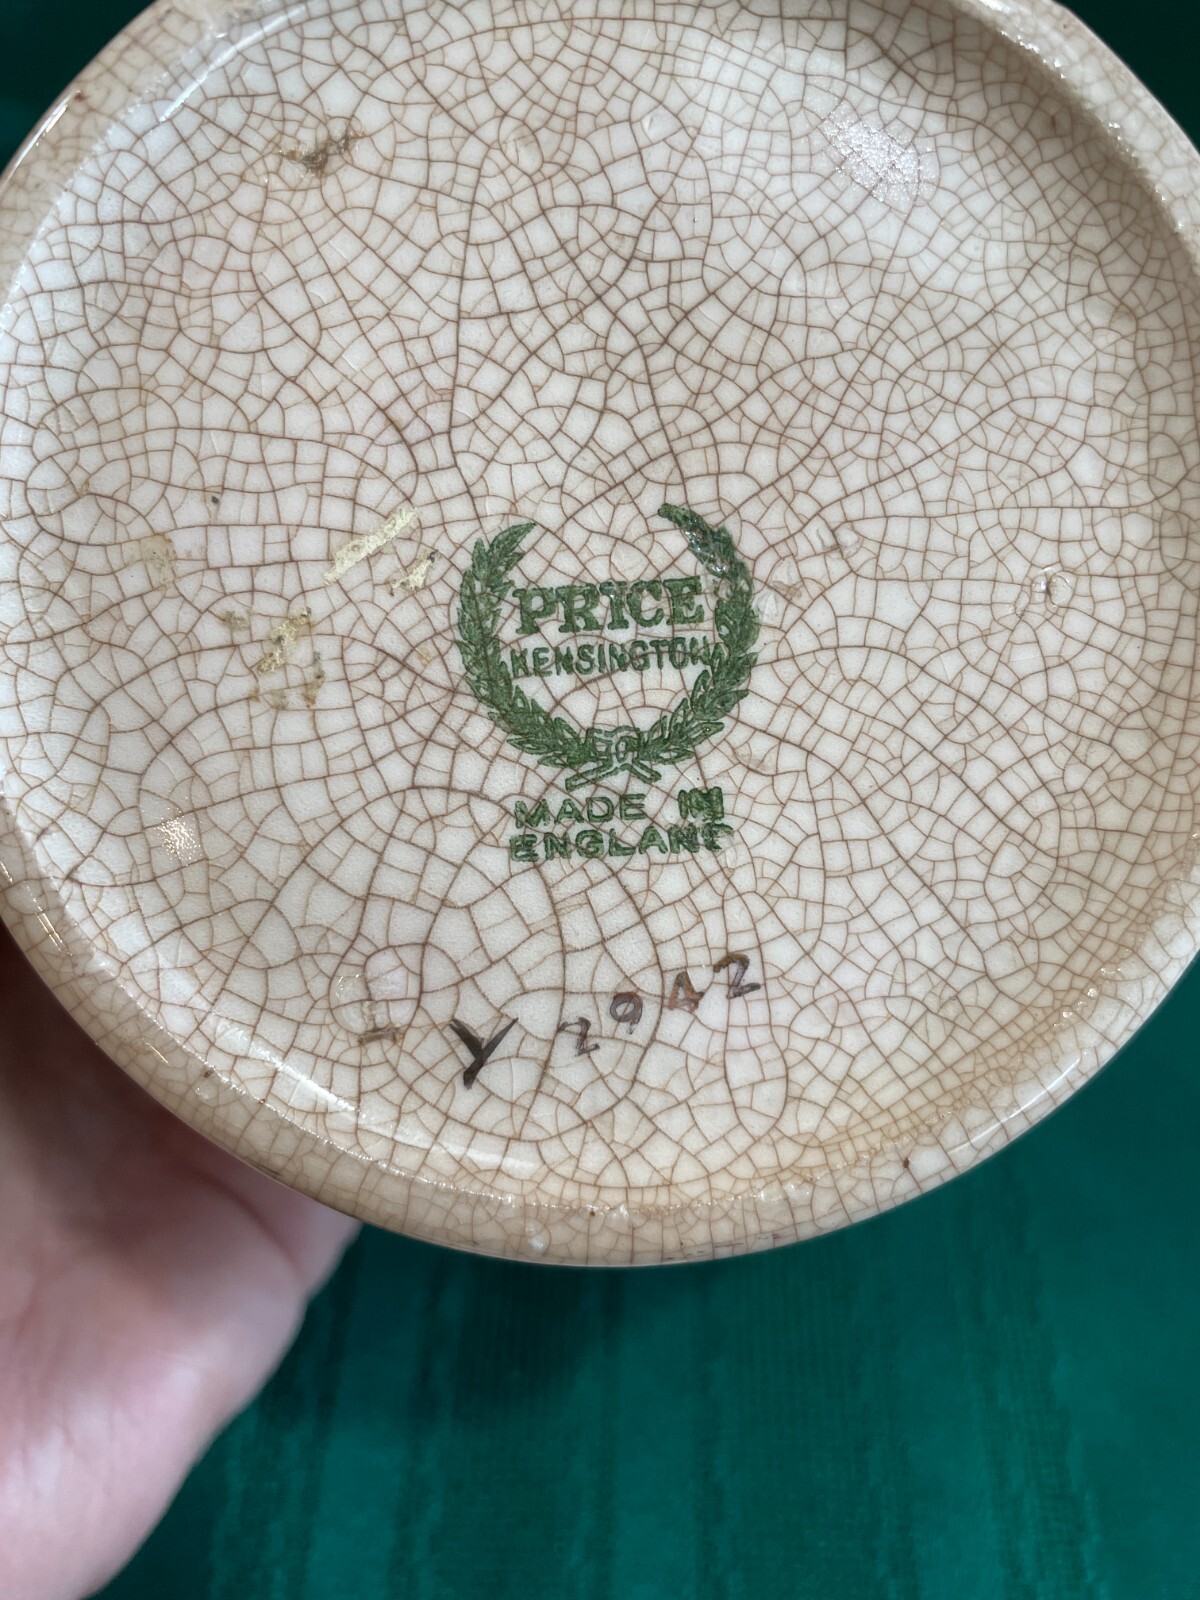 PRICE
KENSINGTON
MADE IN
ENGLAND
Y 2942